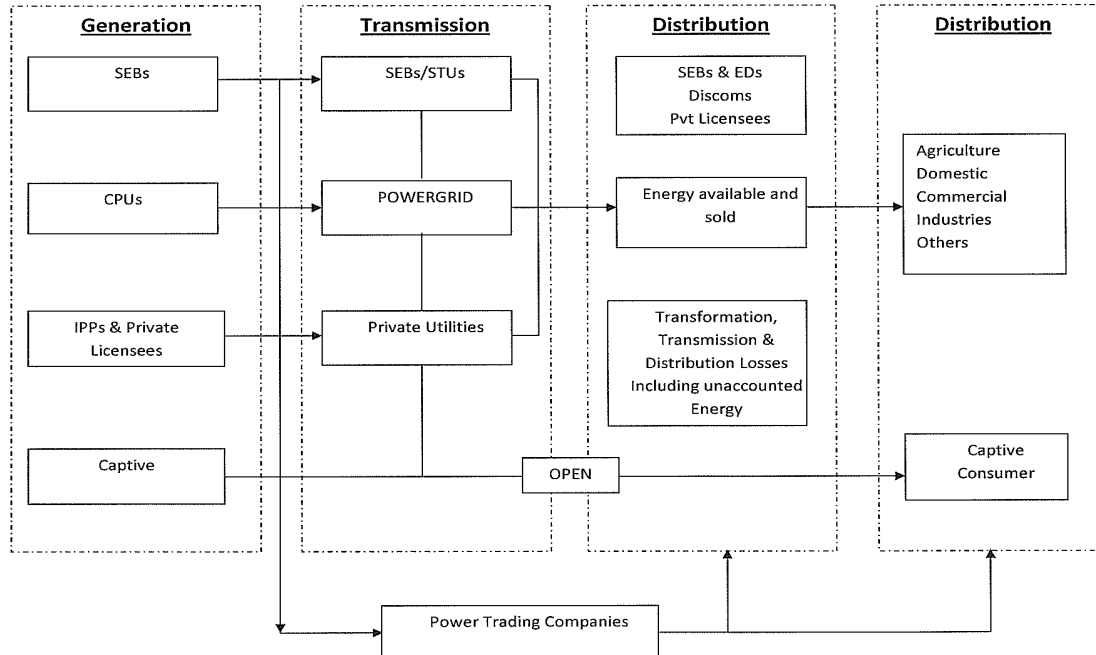 Generation
SEBs
CPUs
IPPs & Private
Licensees
Captive
Transmission
SEBs/STUs
POWERGRID
Private Utilities
OPEN
Distribution
SEBs & EDs
Discoms
Pvt Licensees
Energy available and
sold
Transformation,
Transmission &
Distribution Losses
Including unaccounted
Energy
Distribution
Agriculture
Domestic
Commercial
Industries
Others
Captive
Consumer
Power Trading Companies